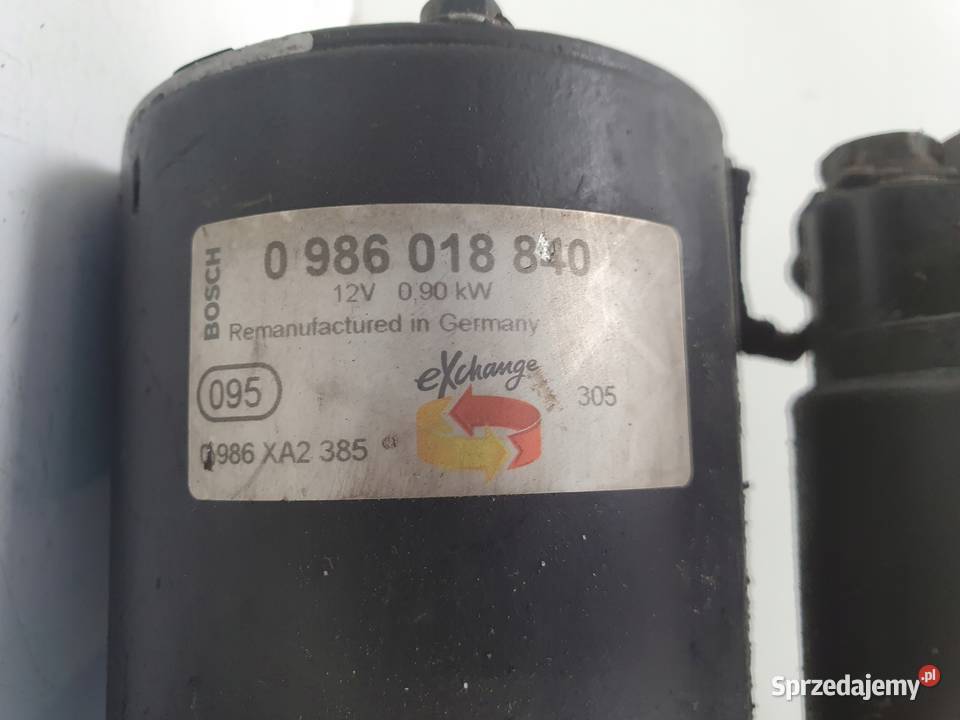 BOSCH
0 986 018 840
12V 0,90 kW
Remanufactured in Germany
eXchange
095
305
0986 XA2 385
Sprzedajemy.pl